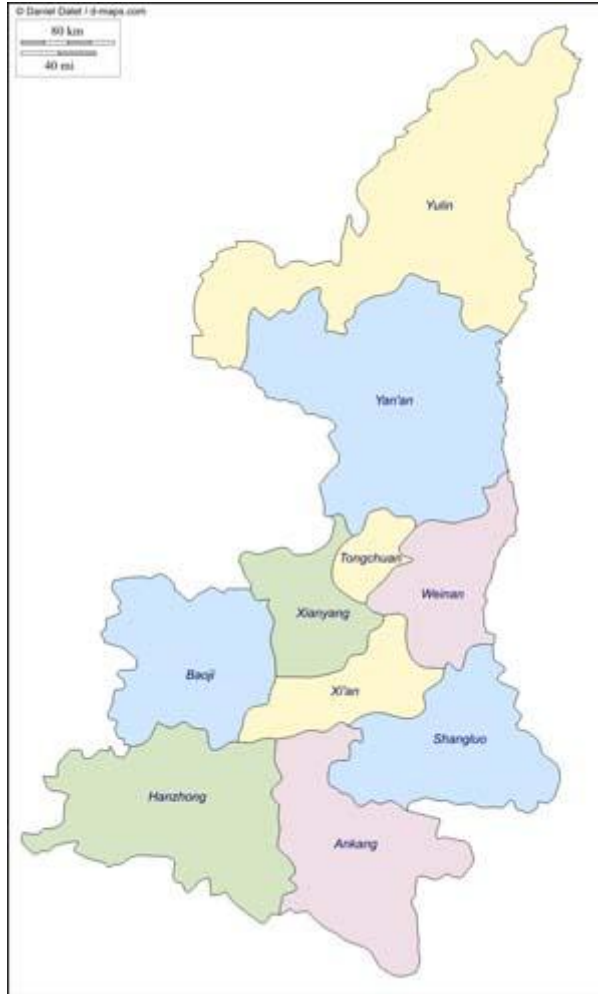 © Daniel Dalet / d-maps.com
80 km
40 mi
Yulin
Yan'an
Tongchuan
Weinan
Xianyang
Baoji
Xi'an
Shangluo
Hanzhong
Ankang